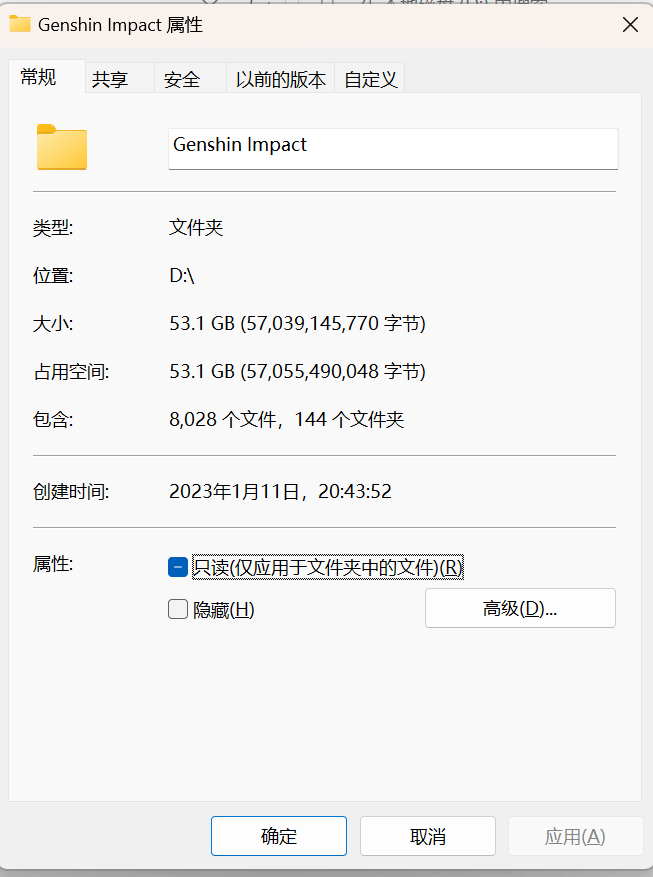 Genshin Impact 属性
常规 共享 安全 以前的版本 自定义
Genshin Impact
类型: 文件夹
位置: D:\
大小: 53.1 GB (57,039,145,770 字节)
占用空间: 53.1 GB (57,055,490,048 字节)
包含: 8,028 个文件，144 个文件夹
创建时间: 2023年1月11日，20:43:52
属性: 只读(仅应用于文件夹中的文件)(R)
隐藏(H) 高级(D)...
确定 取消 应用(A)